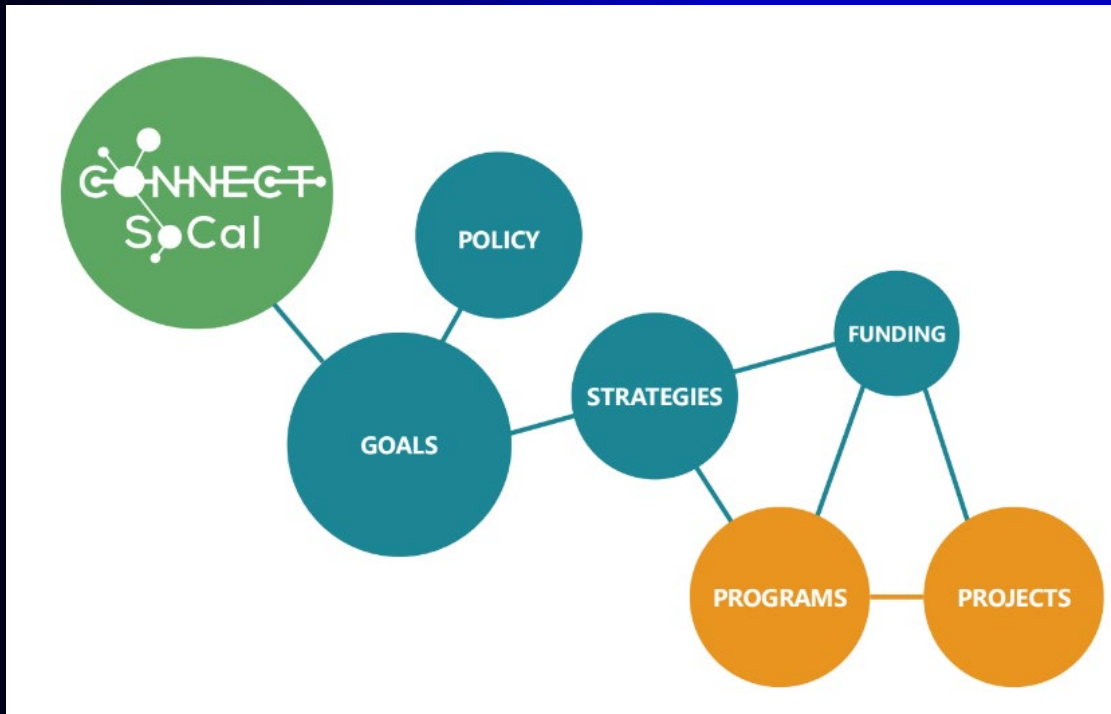 CONNECT
SoCal
POLICY
FUNDING
STRATEGIES
GOALS
PROGRAMS
PROJECTS